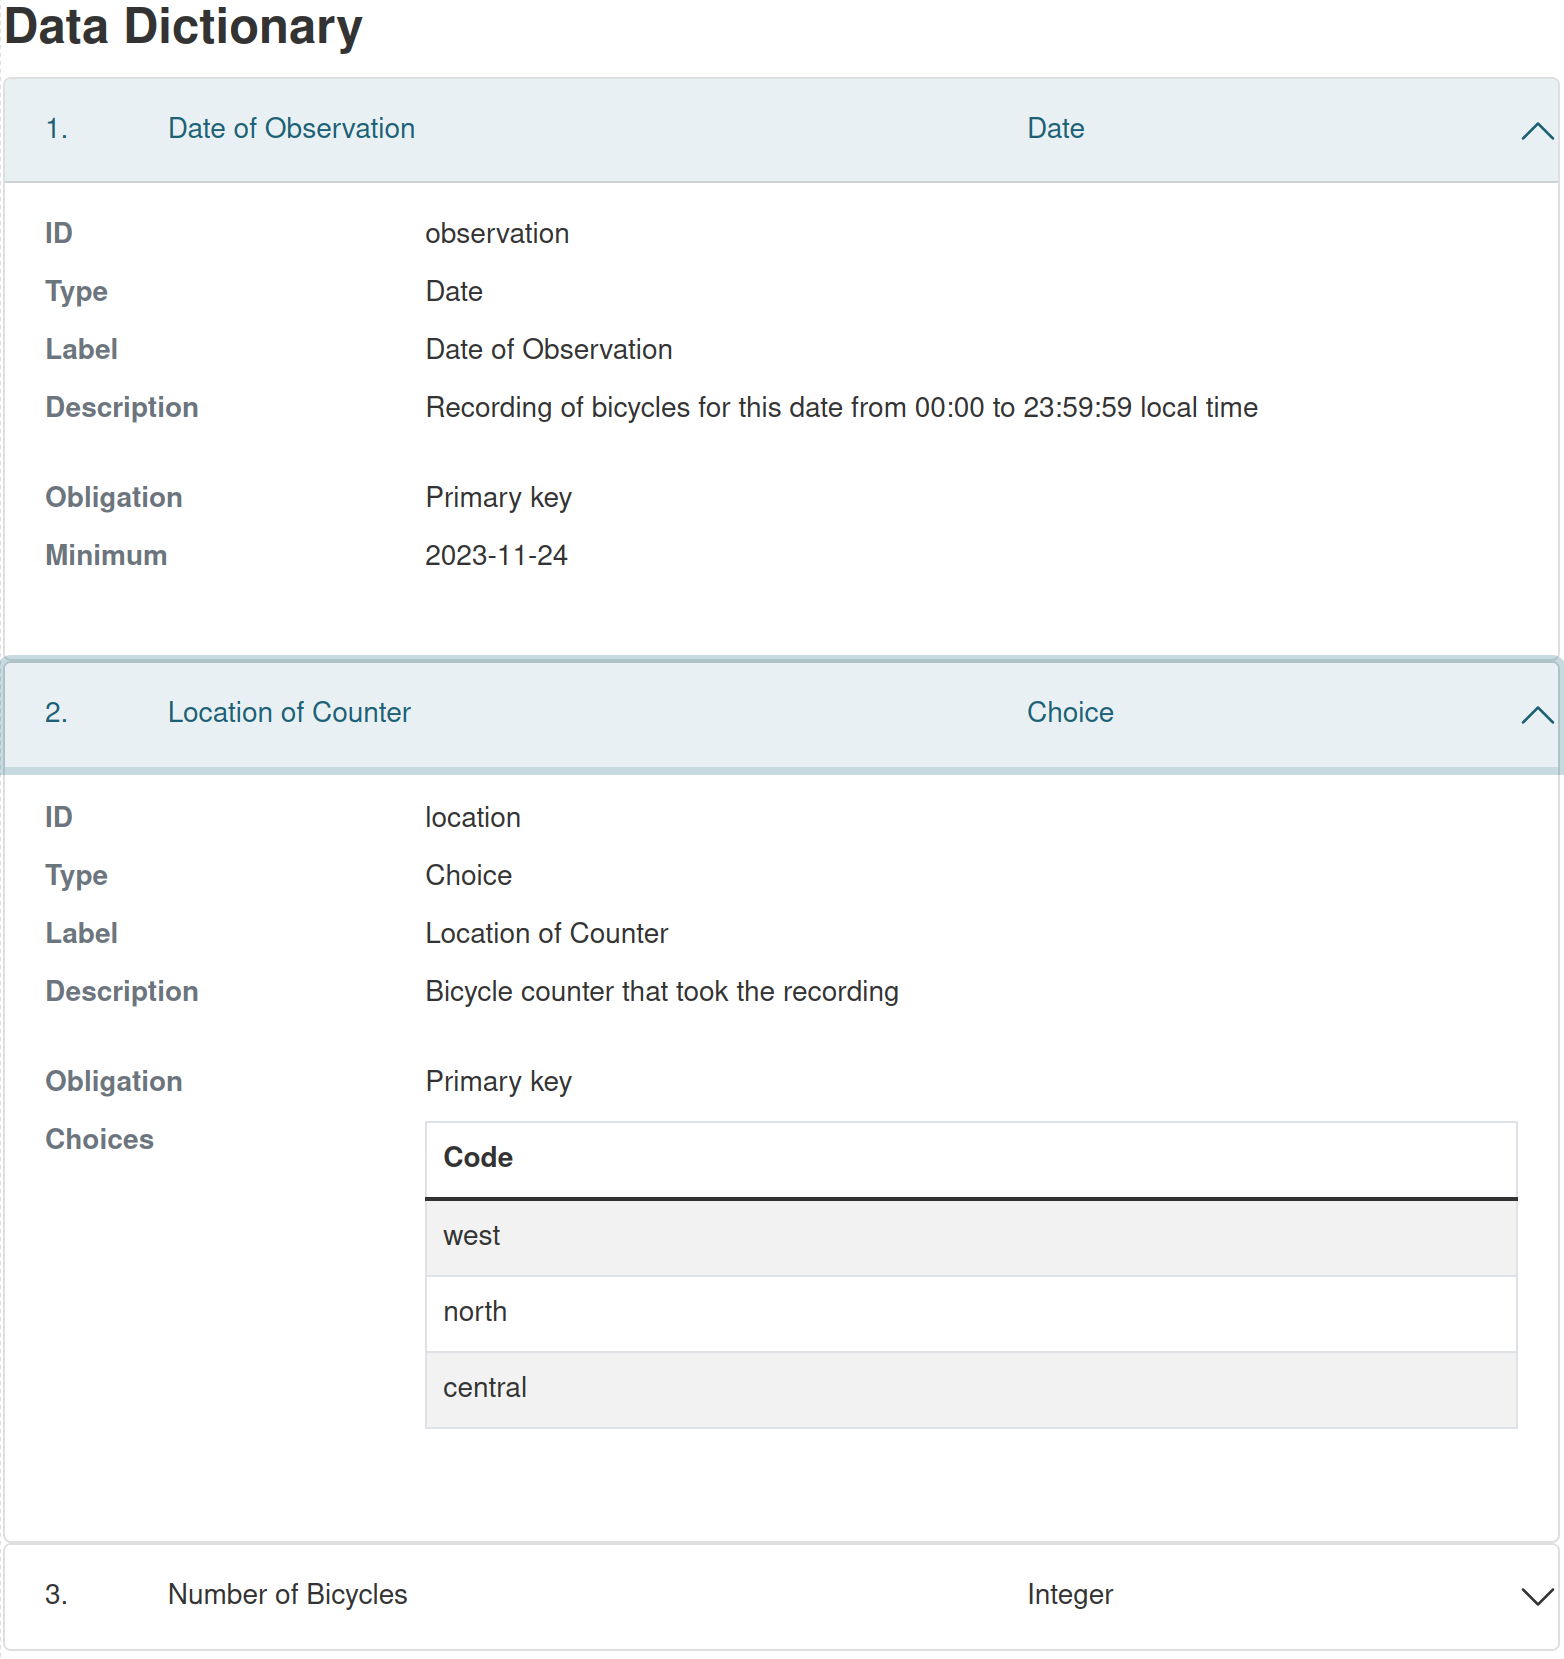 Data Dictionary
1. Date of Observation Date
ID observation
Type Date
Label Date of Observation
Description Recording of bicycles for this date from 00:00 to 23:59:59 local time
Obligation Primary key
Minimum 2023-11-24
2. Location of Counter Choice
ID location
Type Choice
Label Location of Counter
Description Bicycle counter that took the recording
Obligation Primary key
Choices
Code
west
north
central
3. Number of Bicycles Integer